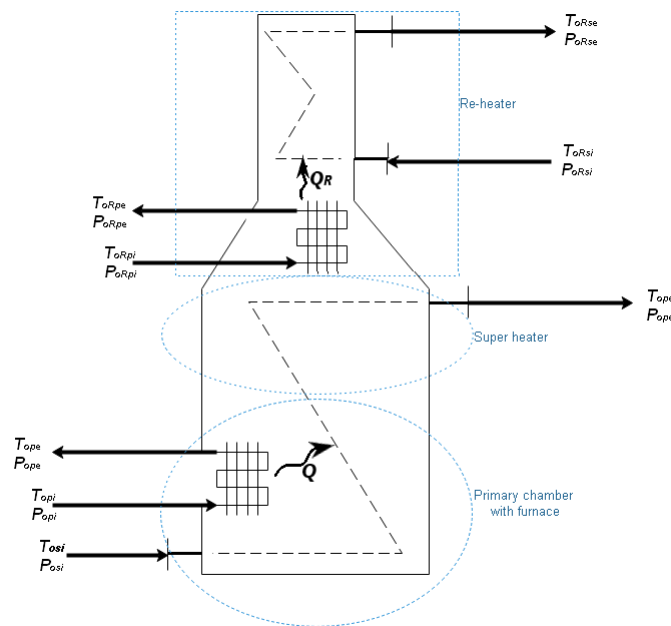 ToRse
PoRse
Re-heater
ToRsi
PoRsi
QR
ToRpe
PoRpe
ToRpi
PoRpi
Tope
Pope
Super heater
Tope
Pope
Q
Topi
Popi
Primary chamber
with furnace
Tosi
Posi